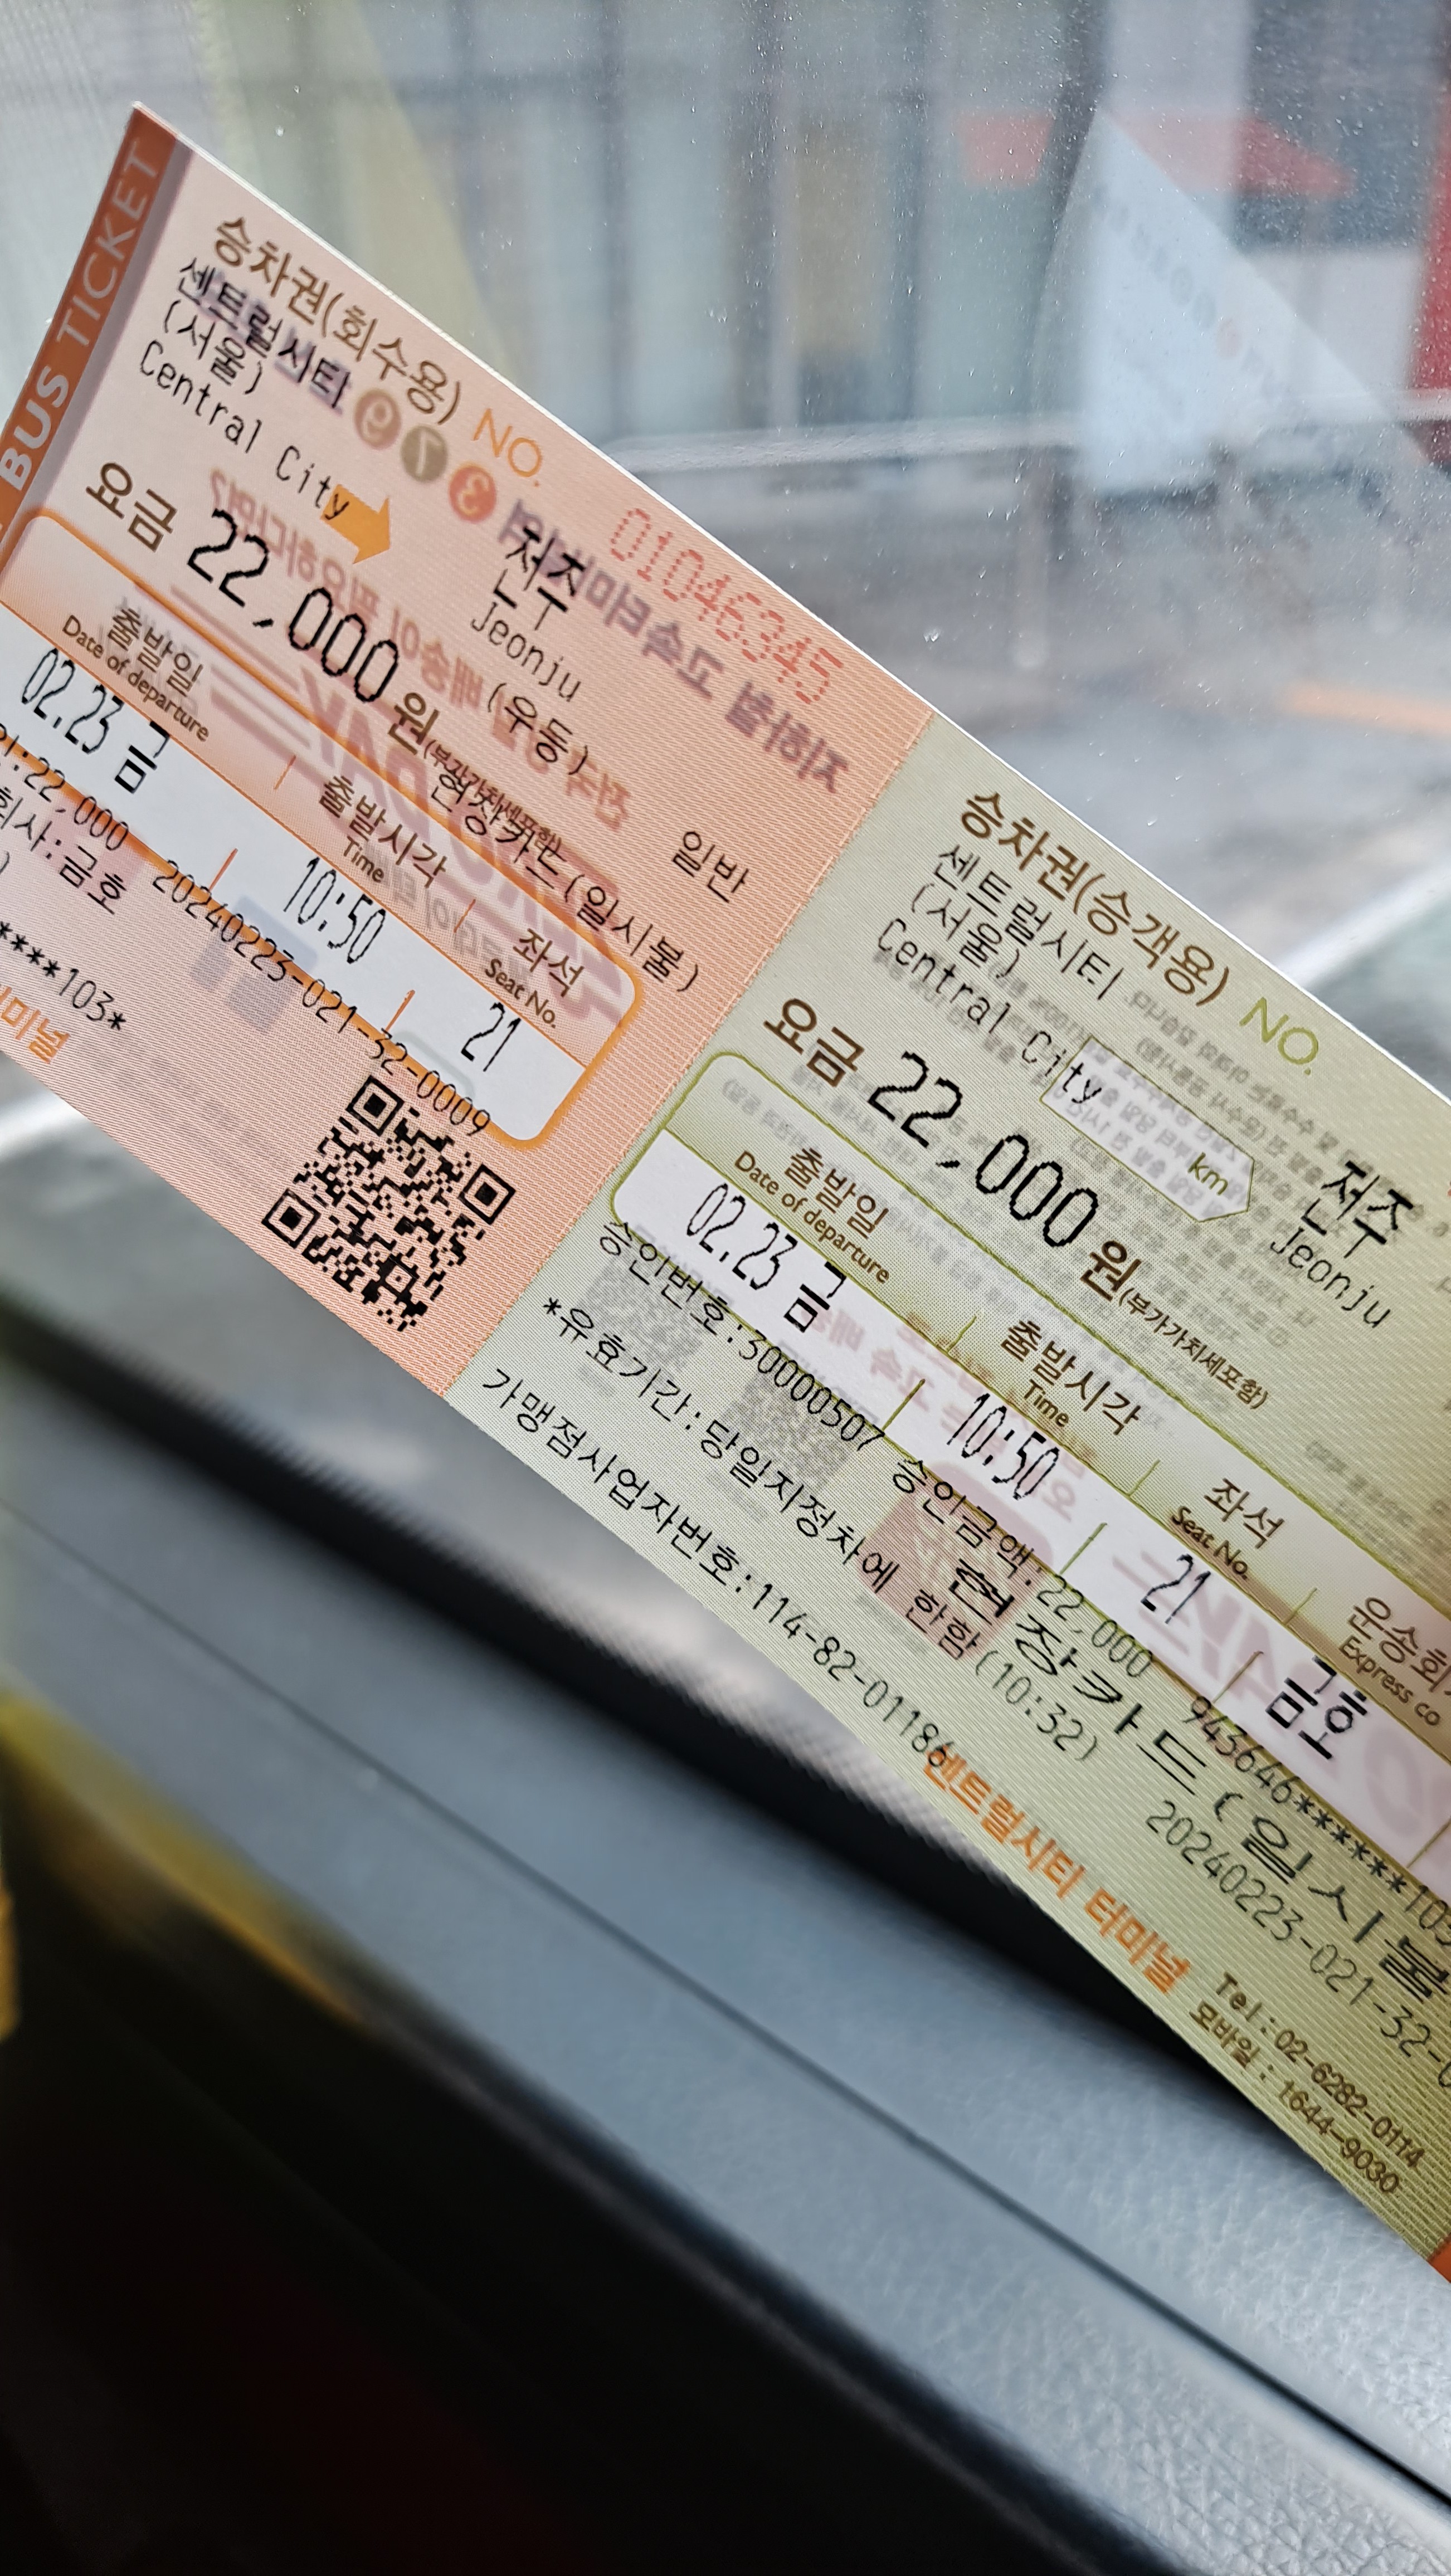 BUS TICKET
승차권(회수용) NO. 01046345
센트럴시티
(서울)
Central City
전주
Jeonju
요금 22,000 원(부가가치세포함)
(우등)
일반
현장카드(일시불)
출발일
Date of departure
출발시각
Time
좌석
Seat No.
02.23 금
10:50
21
:22,000 20240223-021-32-0009
회사:금호
)
****103*
미널
승차권(승객용) NO.
센트럴시티
(서울)
Central City
km
전주
Jeonju
요금 22,000 원(부가가치세포함)
출발일
Date of departure
출발시각
Time
좌석
Seat No.
운송회
Express co
02.23 금
10:50
21
금호
승인번호:30000507 승인금액:22,000 943646******103
*유효기간:당일지정차에 한함(10:32) 20240223-021-32-0
현장카드(일시불
가맹점사업자번호:114-82-01186
센트럴시티 터미널
Tel:02-6282-0114
모바일:1644-9030